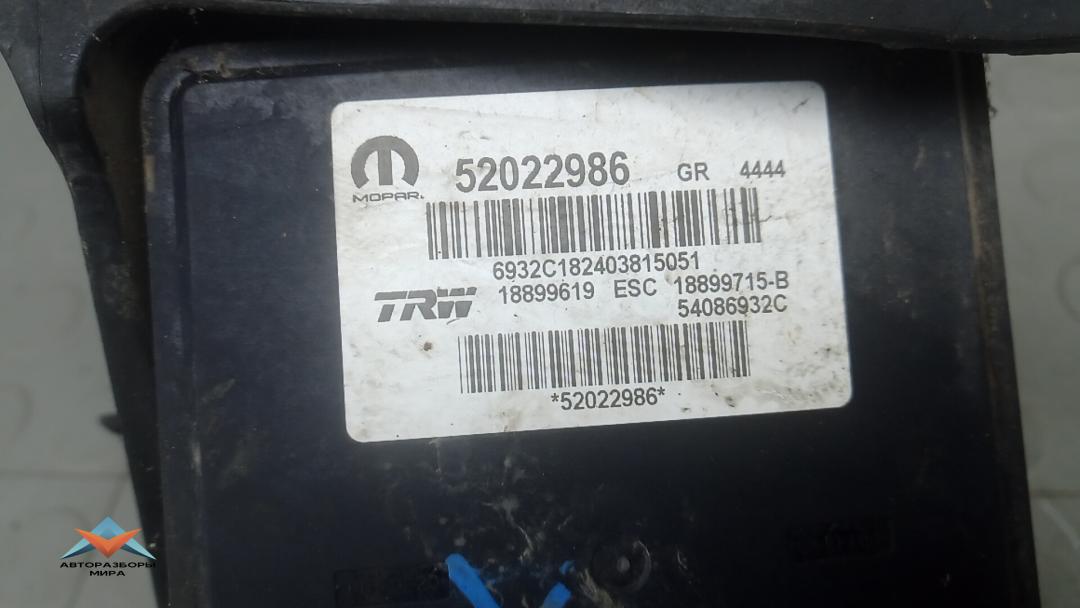 52022986 GR 4444
MOPAR
6932C182403815051
TRW 18899619 ESC 18899715-B
54086932C
*52022986*
АВТОРАЗБОРЫ
МИРА